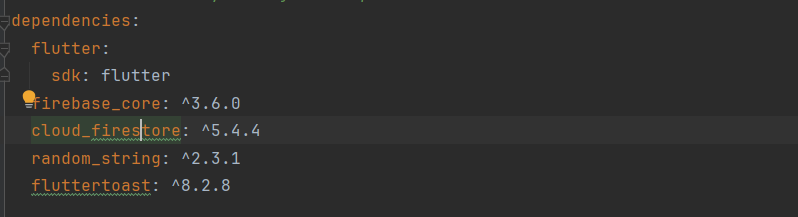 dependencies:
flutter:
sdk: flutter
firebase_core: ^3.6.0
cloud_firestore: ^5.4.4
random_string: ^2.3.1
fluttertoast: ^8.2.8